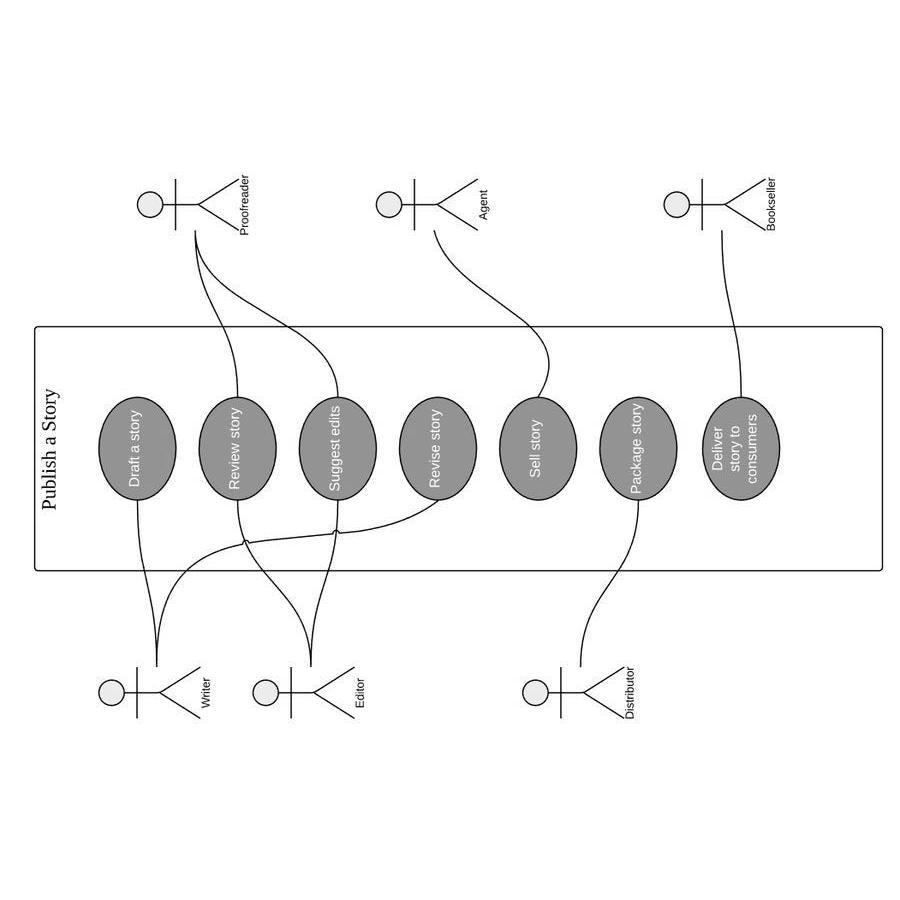 Publish a Story
Draft a story
Review story
Suggest edits
Revise story
Sell story
Package story
Deliver
story to
consumers
Writer
Editor
Distributor
Proofreader
Agent
Bookseller